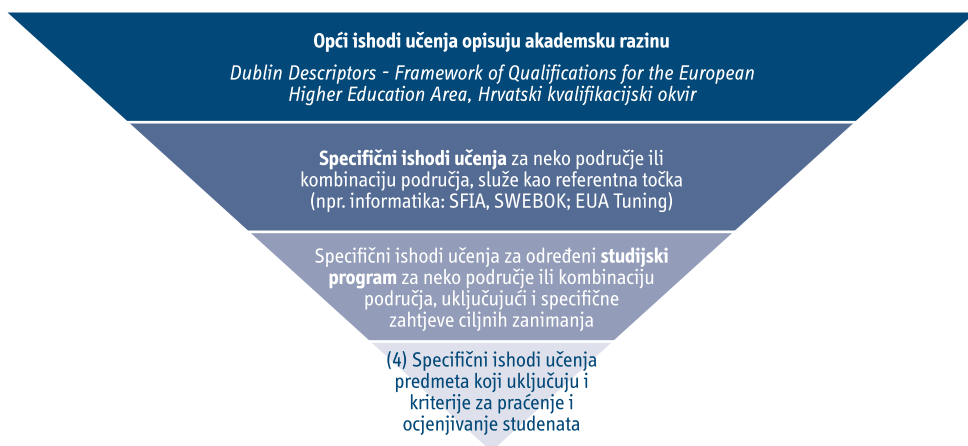 Opći ishodi učenja opisuju akademsku razinu
Dublin Descriptors - Framework of Qualifications for the European
Higher Education Area, Hrvatski kvalifikacijski okvir
Specifični ishodi učenja za neko područje ili
kombinaciju područja, služe kao referentna točka
(npr. informatika: SFIA, SWEBOK; EUA Tuning)
Specifični ishodi učenja za određeni studijski
program za neko područje ili kombinaciju
područja, uključujući i specifične
zahtjeve ciljnih zanimanja
(4) Specifični ishodi učenja
predmeta koji uključuju i
kriterije za praćenje i
ocjenjivanje studenata